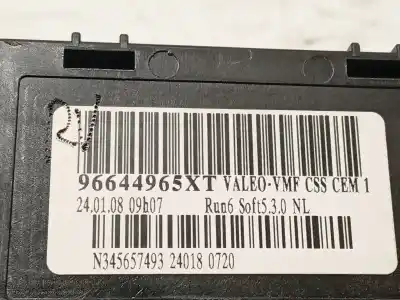 96644965XT VALEO-VMF CSS CEM 1
24.01.08 09h07 Run6 Soft5.3.0 NL
N345657493 24018 0720